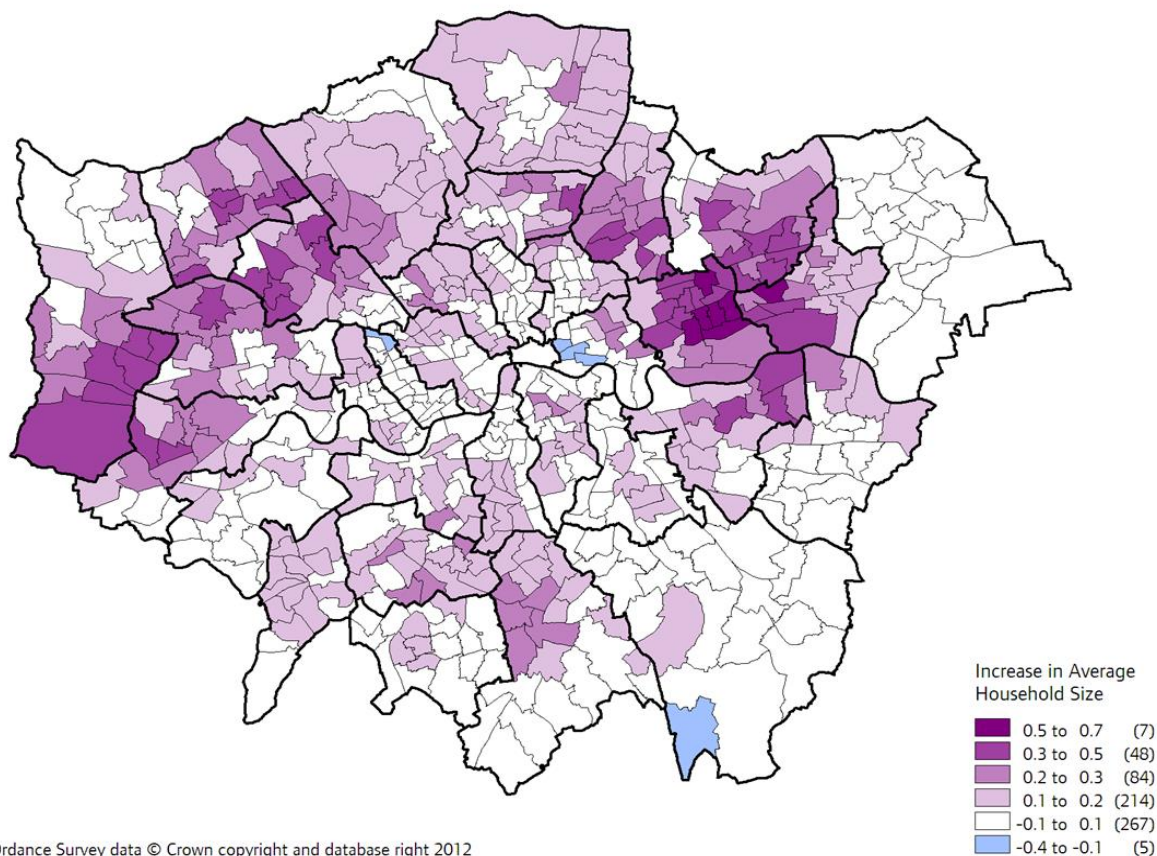 Increase in Average
Household Size
0.5 to 0.7 (7)
0.3 to 0.5 (48)
0.2 to 0.3 (84)
0.1 to 0.2 (214)
-0.1 to 0.1 (267)
-0.4 to -0.1 (5)
rdance Survey data © Crown copyright and database right 2012